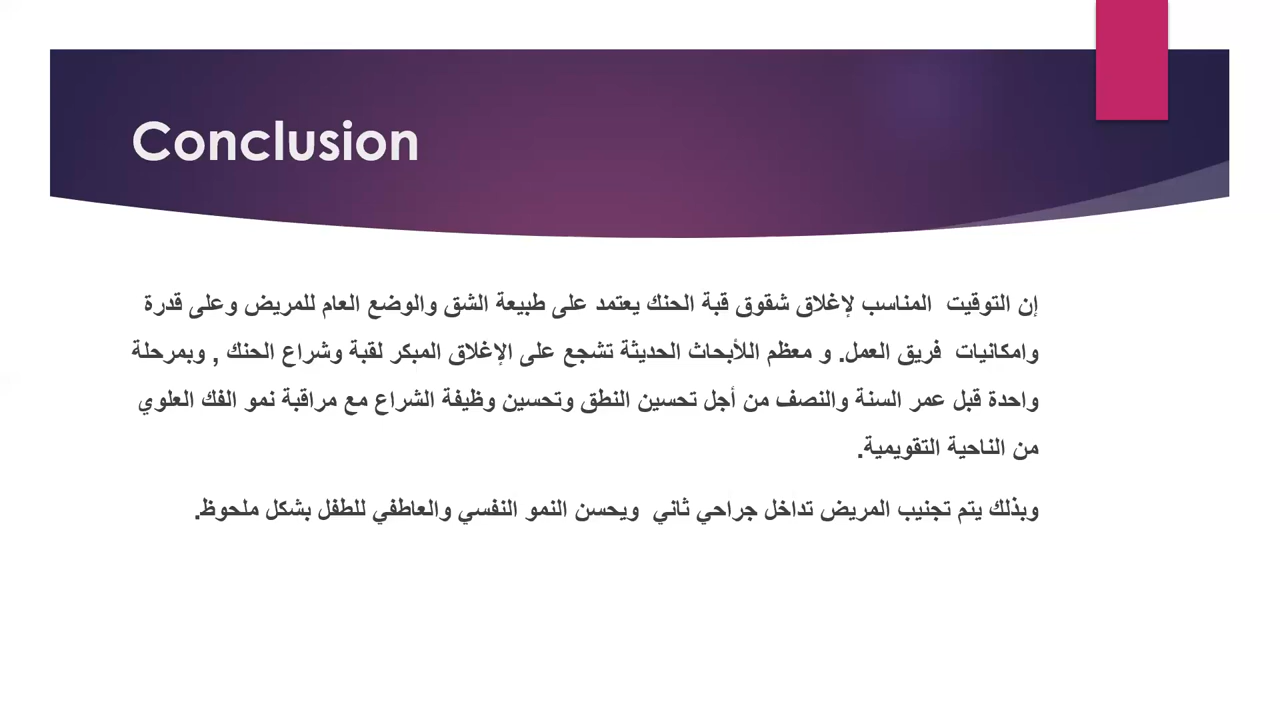 Conclusion
إن التوقيت المناسب لإغلاق شقوق قبة الحنك يعتمد على طبيعة الشق والوضع العام للمريض وعلى قدرة
وامكانيات فريق العمل. و معظم اللأبحاث الحديثة تشجع على الإغلاق المبكر لقبة وشراع الحنك , وبمرحلة
واحدة قبل عمر السنة والنصف من أجل تحسين النطق وتحسين وظيفة الشراع مع مراقبة نمو الفك العلوي
من الناحية التقويمية.
وبذلك يتم تجنيب المريض تداخل جراحي ثاني ويحسن النمو النفسي والعاطفي للطفل بشكل ملحوظ.